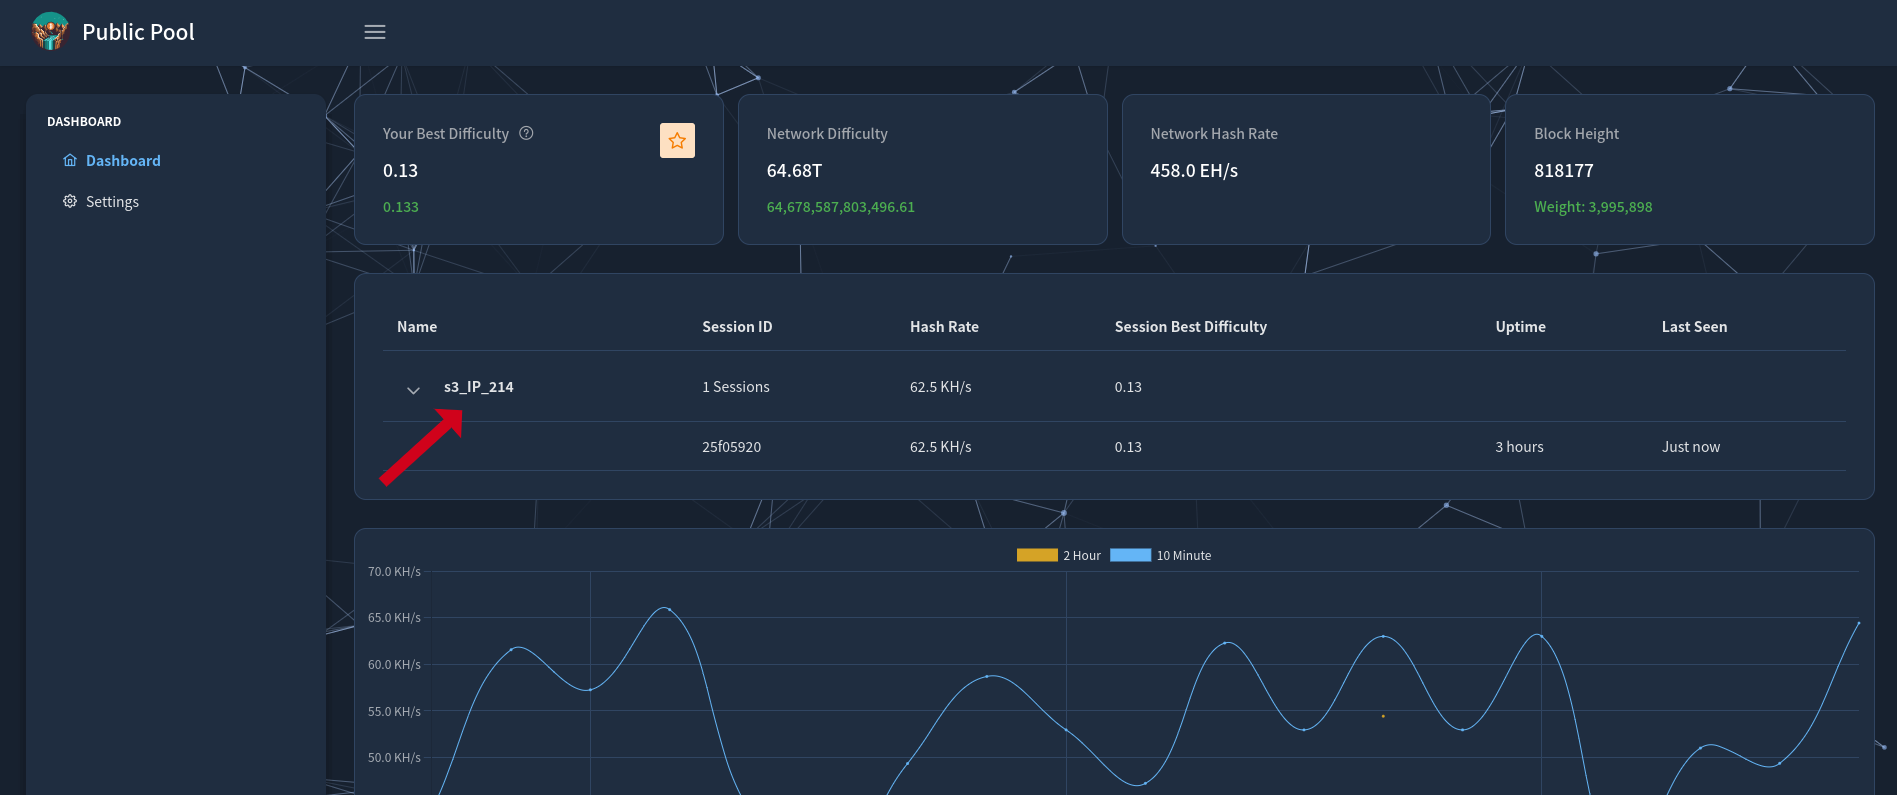 Public Pool
DASHBOARD
Dashboard
Settings
Your Best Difficulty
0.13
0.133
Network Difficulty
64.68T
64,678,587,803,496.61
Network Hash Rate
458.0 EH/s
Block Height
818177
Weight: 3,995,898
Name Session ID Hash Rate Session Best Difficulty Uptime Last Seen
s3_IP_214 1 Sessions 62.5 KH/s 0.13
25f05920 62.5 KH/s 0.13 3 hours Just now
2 Hour 10 Minute
70.0 KH/s
65.0 KH/s
60.0 KH/s
55.0 KH/s
50.0 KH/s